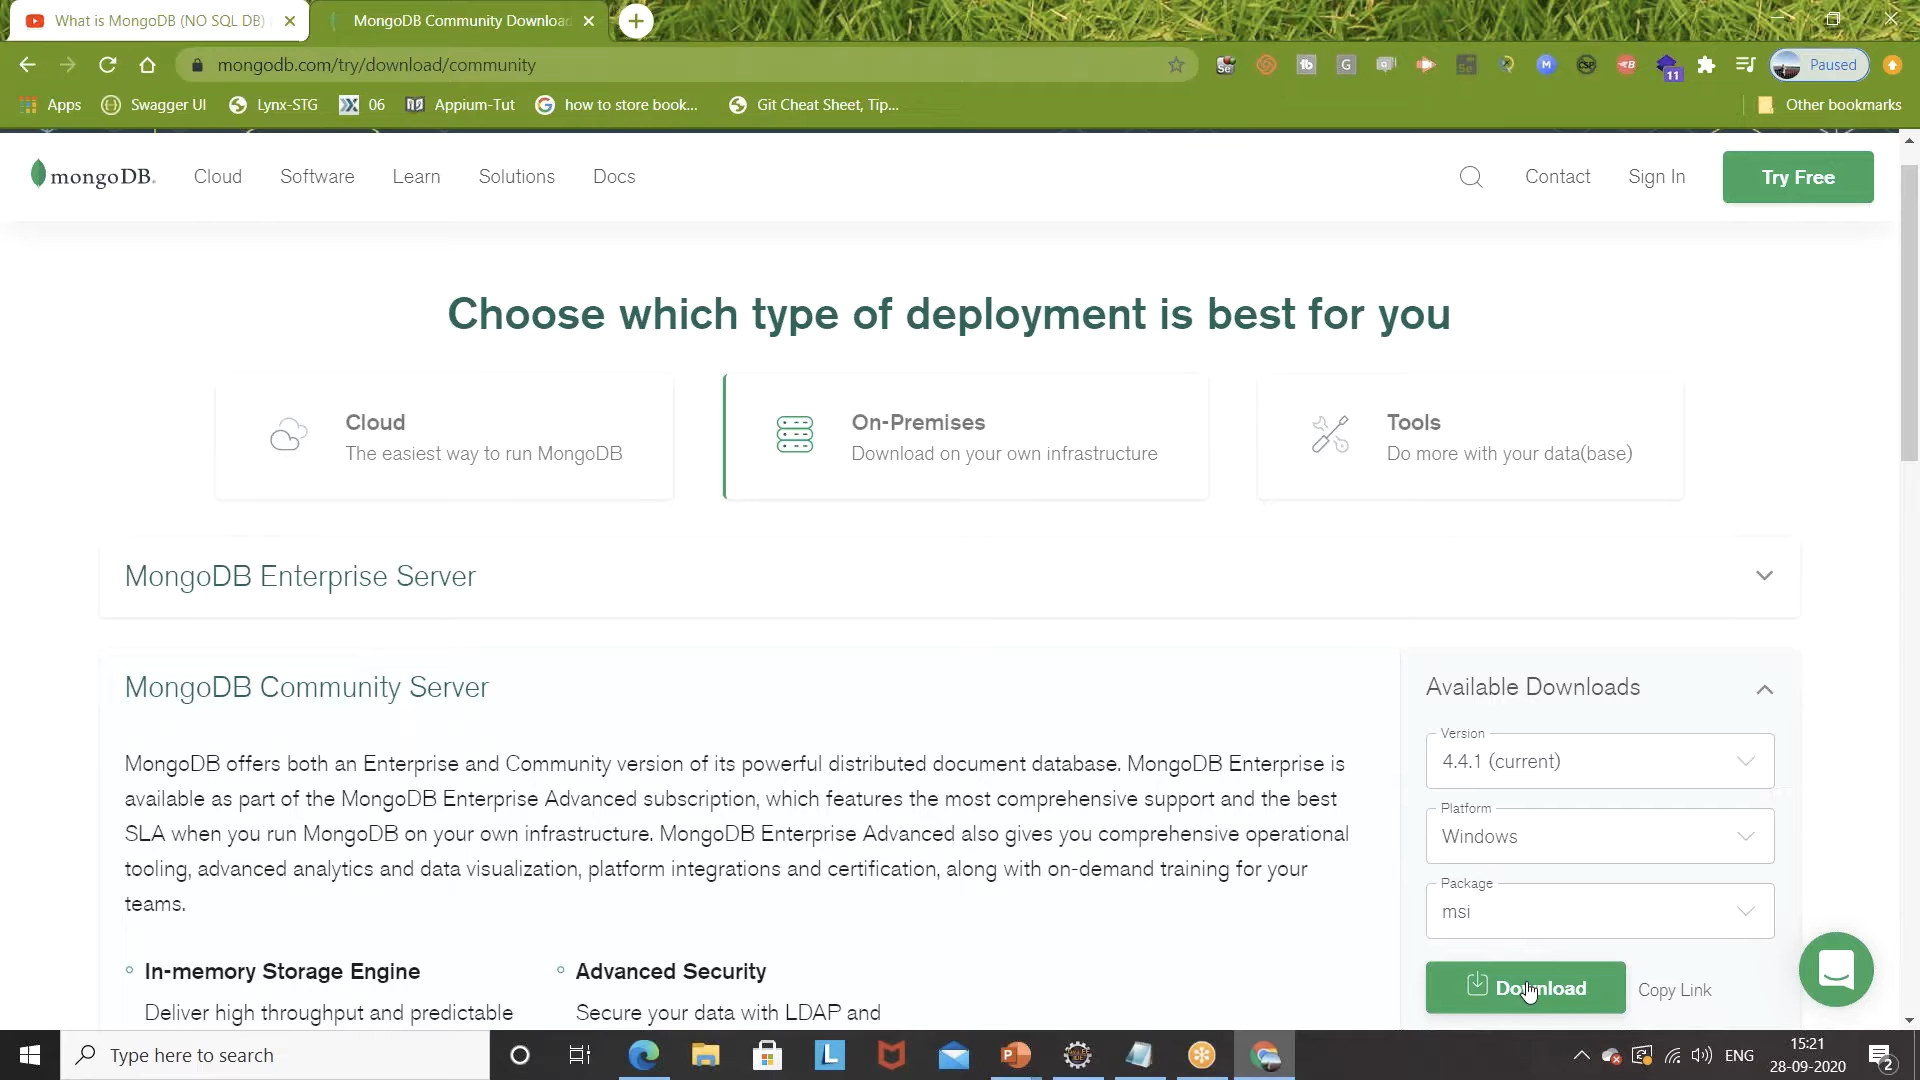 What is MongoDB (NO SQL DB)
MongoDB Community Download
mongodb.com/try/download/community
Paused
11
Apps
Swagger UI
Lynx-STG
06
Appium-Tut
how to store book...
Git Cheat Sheet, Tip...
Other bookmarks
mongoDB.
Cloud
Software
Learn
Solutions
Docs
Contact
Sign In
Try Free
Choose which type of deployment is best for you
Cloud
The easiest way to run MongoDB
On-Premises
Download on your own infrastructure
Tools
Do more with your data(base)
MongoDB Enterprise Server
MongoDB Community Server
MongoDB offers both an Enterprise and Community version of its powerful distributed document database. MongoDB Enterprise is
available as part of the MongoDB Enterprise Advanced subscription, which features the most comprehensive support and the best
SLA when you run MongoDB on your own infrastructure. MongoDB Enterprise Advanced also gives you comprehensive operational
tooling, advanced analytics and data visualization, platform integrations and certification, along with on-demand training for your
teams.
In-memory Storage Engine
Deliver high throughput and predictable
Advanced Security
Secure your data with LDAP and
Available Downloads
Version
4.4.1 (current)
Platform
Windows
Package
msi
Download
Copy Link
Type here to search
ENG
15:21
28-09-2020
2